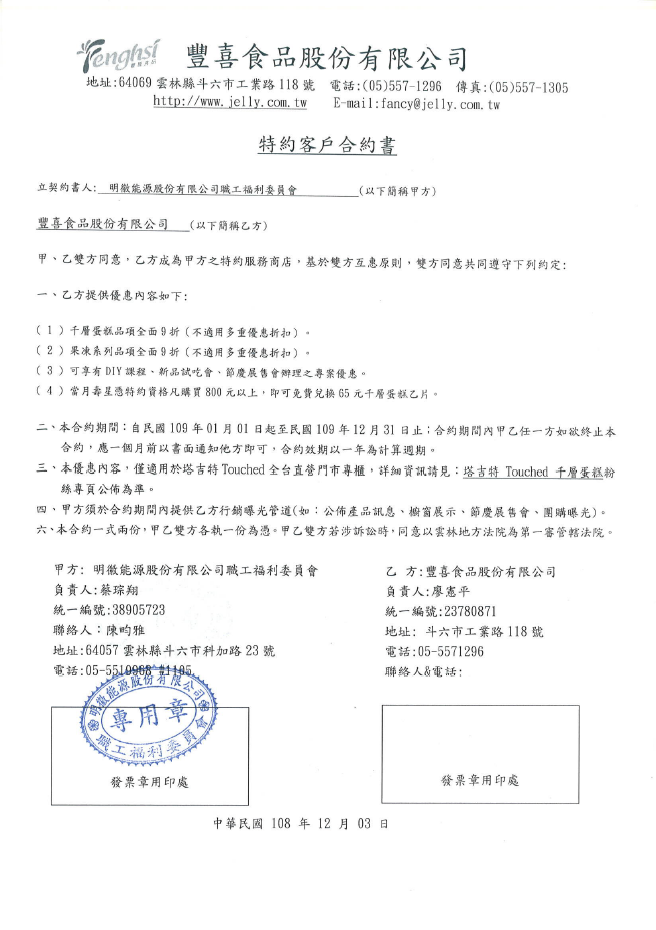 Fenghsi
豐喜食品股份有限公司
地址:64069 雲林縣斗六市工業路 118 號 電話:(05)557-1296 傳真:(05)557-1305
http://www.jelly.com.tw E-mail:fancy@jelly.com.tw
特約客戶合約書
立契約書人: 明徽能源股份有限公司職工福利委員會 (以下簡稱甲方)
豐喜食品股份有限公司 (以下簡稱乙方)
甲、乙雙方同意,乙方成為甲方之特約服務商店,基於雙方互惠原則,雙方同意共同遵守下列約定:
一、乙方提供優惠內容如下:
(1)千層蛋糕品項全面 9 折(不適用多重優惠折扣)。
(2)果凍系列品項全面 9 折(不適用多重優惠折扣)。
(3)可享有 DIY 課程、新品試吃會、節慶展售會辦理之專案優惠。
(4)當月壽星憑特約資格凡購買 800 元以上,即可免費兌換 65 元千層蛋糕乙片。
二、本合約期間:自民國 109 年 01 月 01 日起至民國 109 年 12 月 31 日止;合約期間內甲乙任一方如欲終止本
合約,應一個月前以書面通知他方即可,合約效期以一年為計算週期。
三、本優惠內容,僅適用於塔吉特 Touched 全台直營門市專櫃,詳細資訊請見:塔吉特 Touched 千層蛋糕粉
絲專頁公佈為準。
四、甲方須於合約期間內提供乙方行銷曝光管道(如:公佈產品訊息、櫥窗展示、節慶展售會、團購曝光)。
六、本合約一式兩份,甲乙雙方各執一份為憑。甲乙雙方若涉訴訟時,同意以雲林地方法院為第一審管轄法院。
甲方: 明徽能源股份有限公司職工福利委員會
負責人:蔡琮翔
統一編號:38905723
聯絡人:陳昀雅
地址:64057 雲林縣斗六市科加路 23 號
電話:05-5510968 #1105
乙 方:豐喜食品股份有限公司
負責人:廖憲平
統一編號:23780871
地址: 斗六市工業路 118 號
電話:05-5571296
聯絡人&電話:
明徽能源股份有限公司
專用章
職工福利委員會
發票章用印處
發票章用印處
中華民國 108 年 12 月 03 日